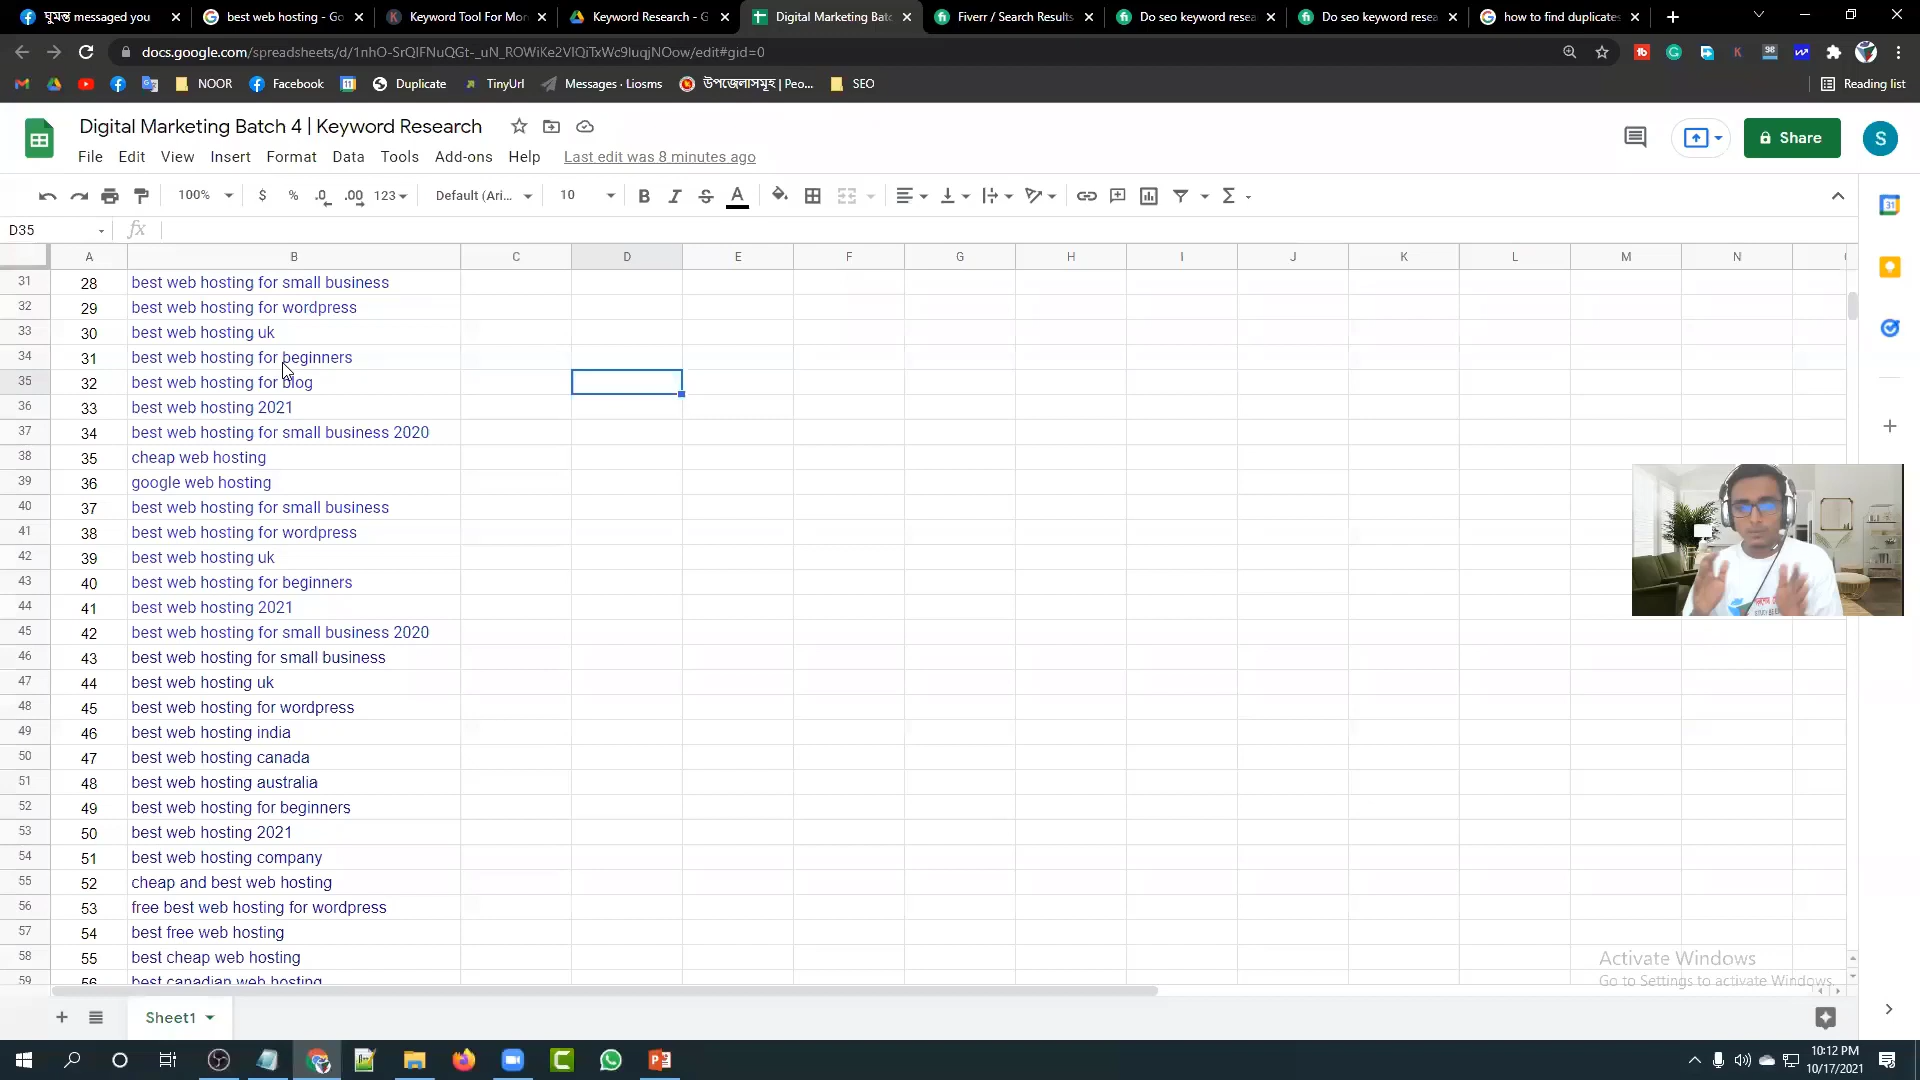 ঘুমন্ত messaged you
best web hosting - Go
Keyword Tool For Mon
Keyword Research - G
Digital Marketing Batc
Fiverr / Search Results
Do seo keyword resea
Do seo keyword resea
how to find duplicates
docs.google.com/spreadsheets/d/1nhO-SrQIFNuQGt-_uN_ROWiKe2VIQiTxWc9IuqjNOow/edit#gid=0
NOOR
Facebook
Duplicate
TinyUrl
Messages · Liosms
উপজেলাসমূহ | Peo...
SEO
Reading list
Digital Marketing Batch 4 | Keyword Research
File Edit View Insert Format Data Tools Add-ons Help Last edit was 8 minutes ago
Share
S
100% $ % .0 .00 123 Default (Ari... 10 B I S A
D35 fx
A B C D E F G H I J K L M N
31 28 best web hosting for small business
32 29 best web hosting for wordpress
33 30 best web hosting uk
34 31 best web hosting for beginners
35 32 best web hosting for blog
36 33 best web hosting 2021
37 34 best web hosting for small business 2020
38 35 cheap web hosting
39 36 google web hosting
40 37 best web hosting for small business
41 38 best web hosting for wordpress
42 39 best web hosting uk
43 40 best web hosting for beginners
44 41 best web hosting 2021
45 42 best web hosting for small business 2020
46 43 best web hosting for small business
47 44 best web hosting uk
48 45 best web hosting for wordpress
49 46 best web hosting india
50 47 best web hosting canada
51 48 best web hosting australia
52 49 best web hosting for beginners
53 50 best web hosting 2021
54 51 best web hosting company
55 52 cheap and best web hosting
56 53 free best web hosting for wordpress
57 54 best free web hosting
58 55 best cheap web hosting
59 56 best canadian web hosting
Activate Windows
Go to Settings to activate Windows.
Sheet1
10:12 PM
10/17/2021